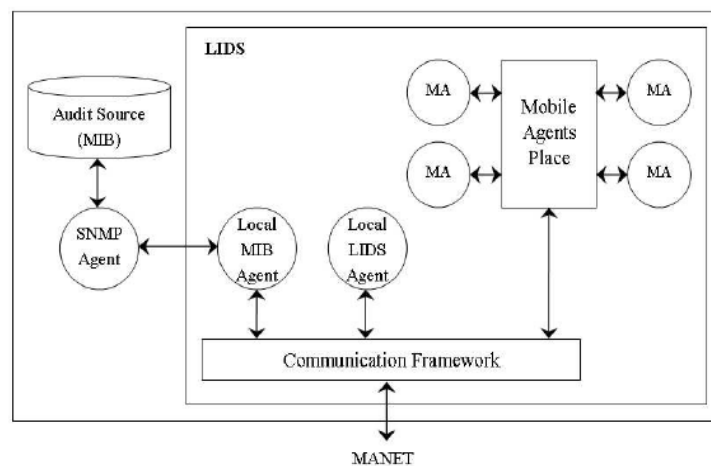 LIDS
Audit Source
(MIB)
SNMP
Agent
Local
MIB
Agent
Local
LIDS
Agent
MA
MA
Mobile
Agents
Place
MA
MA
Communication Framework
MANET